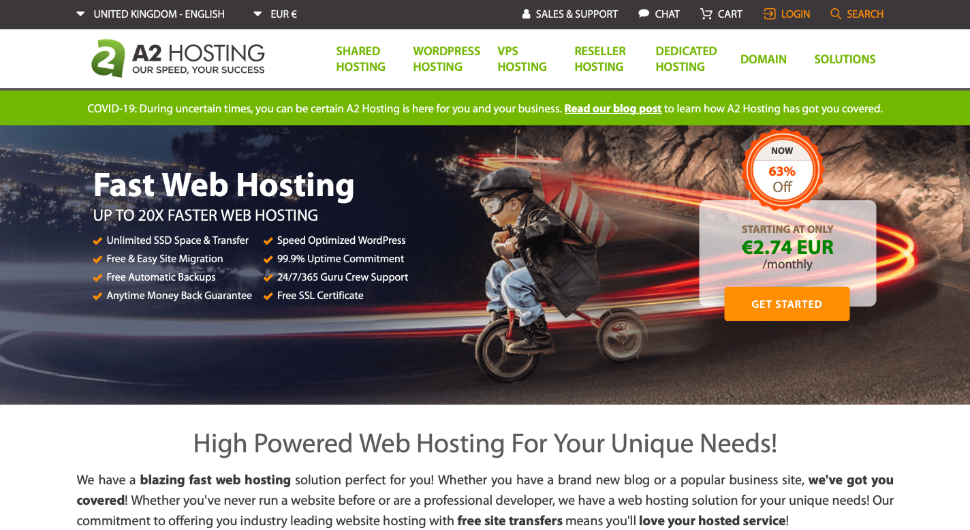 UNITED KINGDOM - ENGLISH
EUR €
SALES & SUPPORT
CHAT
CART
LOGIN
SEARCH
A2 HOSTING
OUR SPEED, YOUR SUCCESS
SHARED
HOSTING
WORDPRESS
HOSTING
VPS
HOSTING
RESELLER
HOSTING
DEDICATED
HOSTING
DOMAIN
SOLUTIONS
COVID-19: During uncertain times, you can be certain A2 Hosting is here for you and your business. Read our blog post to learn how A2 Hosting has got you covered.
Fast Web Hosting
UP TO 20X FASTER WEB HOSTING
Unlimited SSD Space & Transfer
Speed Optimized WordPress
Free & Easy Site Migration
99.9% Uptime Commitment
Free Automatic Backups
24/7/365 Guru Crew Support
Anytime Money Back Guarantee
Free SSL Certificate
NOW
63%
Off
STARTING AT ONLY
€2.74 EUR
/monthly
GET STARTED
High Powered Web Hosting For Your Unique Needs!
We have a blazing fast web hosting solution perfect for you! Whether you have a brand new blog or a popular business site, we've got you
covered! Whether you've never run a website before or are a professional developer, we have a web hosting solution for your unique needs! Our
commitment to offering you industry leading website hosting with free site transfers means you'll love your hosted service!